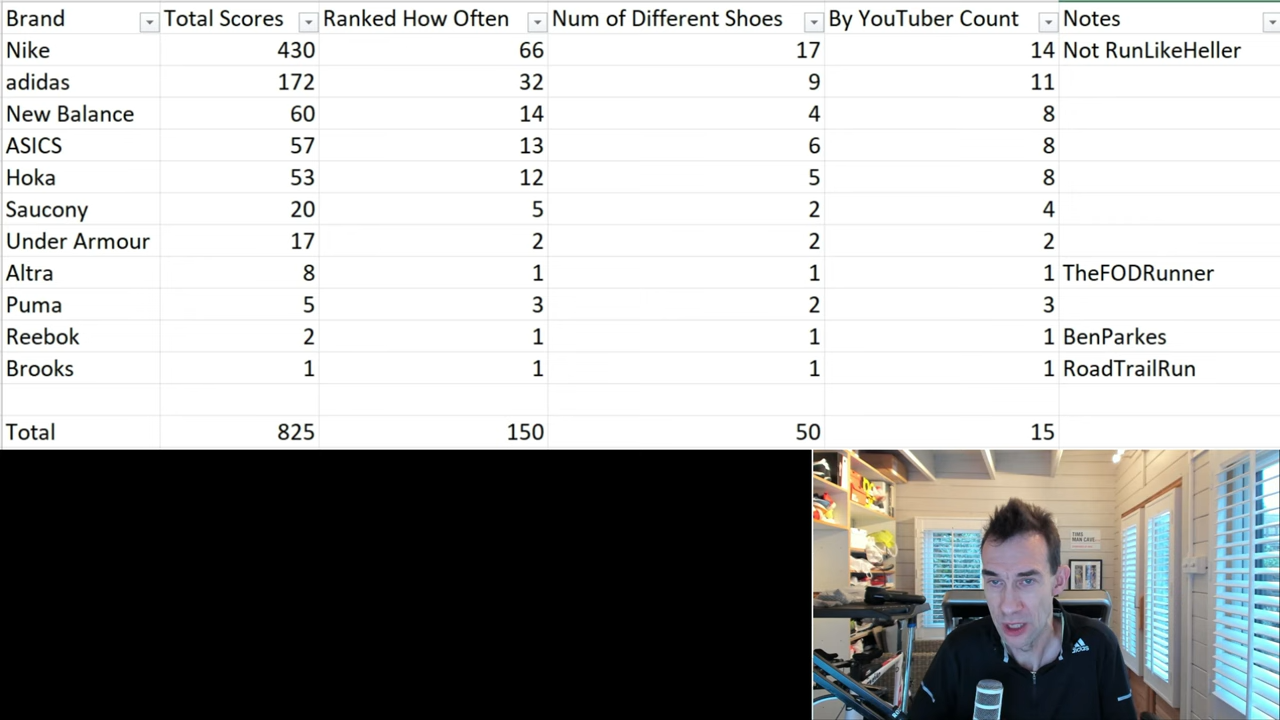 Brand Total Scores Ranked How Often Num of Different Shoes By YouTuber Count Notes
Nike 430 66 17 14 Not RunLikeHeller
adidas 172 32 9 11
New Balance 60 14 4 8
ASICS 57 13 6 8
Hoka 53 12 5 8
Saucony 20 5 2 4
Under Armour 17 2 2 2
Altra 8 1 1 1 TheFODRunner
Puma 5 3 2 3
Reebok 2 1 1 1 BenParkes
Brooks 1 1 1 1 RoadTrailRun
Total 825 150 50 15
TIMS
MAN CAVE
adidas